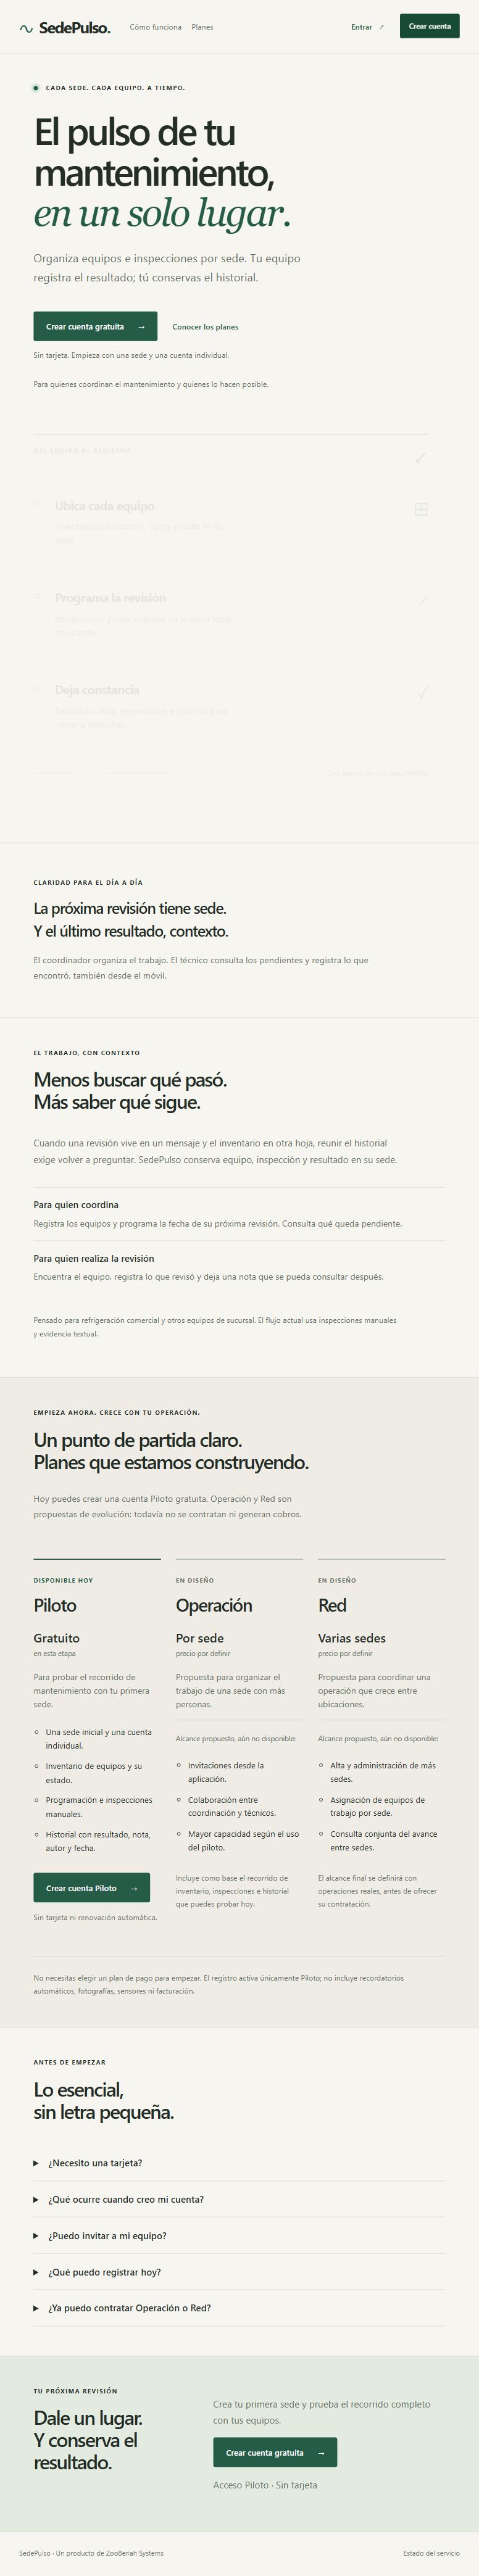 SedePulso.
Cómo funciona
Planes
Entrar ↗
Crear cuenta
CADA SEDE. CADA EQUIPO. A TIEMPO.
El pulso de tu
mantenimiento,
en un solo lugar.
Organiza equipos e inspecciones por sede. Tu equipo
registra el resultado; tú conservas el historial.
Crear cuenta gratuita →
Conocer los planes
Sin tarjeta. Empieza con una sede y una cuenta individual.
Para quienes coordinan el mantenimiento y quienes lo hacen posible.
DEL EQUIPO AL REGISTRO
Ubica cada equipo
Programa la revisión
Deja constancia
CLARIDAD PARA EL DÍA A DÍA
La próxima revisión tiene sede.
Y el último resultado, contexto.
El coordinador organiza el trabajo. El técnico consulta los pendientes y registra lo que
encontró, también desde el móvil.
EL TRABAJO, CON CONTEXTO
Menos buscar qué pasó.
Más saber qué sigue.
Cuando una revisión vive en un mensaje y el inventario en otra hoja, reunir el historial
exige volver a preguntar. SedePulso conserva equipo, inspección y resultado en su sede.
Para quien coordina
Registra los equipos y programa la fecha de su próxima revisión. Consulta qué queda pendiente.
Para quien realiza la revisión
Encuentra el equipo, registra lo que revisó y deja una nota que se pueda consultar después.
Pensado para refrigeración comercial y otros equipos de sucursal. El flujo actual usa inspecciones manuales
y evidencia textual.
EMPIEZA AHORA. CRECE CON TU OPERACIÓN.
Un punto de partida claro.
Planes que estamos construyendo.
Hoy puedes crear una cuenta Piloto gratuita. Operación y Red son
propuestas de evolución: todavía no se contratan ni generan cobros.
DISPONIBLE HOY
Piloto
Gratuito
en esta etapa
Para probar el recorrido de
mantenimiento con tu primera
sede.
Una sede inicial y una cuenta
individual.
Inventario de equipos y su
estado.
Programación e inspecciones
manuales.
Historial con resultado, nota,
autor y fecha.
Crear cuenta Piloto →
Sin tarjeta ni renovación automática.
EN DISEÑO
Operación
Por sede
precio por definir
Propuesta para organizar el
trabajo de una sede con más
personas.
Alcance propuesto, aún no disponible:
Invitaciones desde la
aplicación.
Colaboración entre
coordinación y técnicos.
Mayor capacidad según el uso
del piloto.
Incluye como base el recorrido de
inventario, inspecciones e historial
que puedes probar hoy.
EN DISEÑO
Red
Varias sedes
precio por definir
Propuesta para coordinar una
operación que crece entre
ubicaciones.
Alcance propuesto, aún no disponible:
Alta y administración de más
sedes.
Asignación de equipos de
trabajo por sede.
Consulta conjunta del avance
entre sedes.
El alcance final se definirá con
operaciones reales, antes de ofrecer
su contratación.
No necesitas elegir un plan de pago para empezar. El registro activa únicamente Piloto; no incluye recordatorios
automáticos, fotografías, sensores ni facturación.
ANTES DE EMPEZAR
Lo esencial,
sin letra pequeña.
¿Necesito una tarjeta?
¿Qué ocurre cuando creo mi cuenta?
¿Puedo invitar a mi equipo?
¿Qué puedo registrar hoy?
¿Ya puedo contratar Operación o Red?
TU PRÓXIMA REVISIÓN
Dale un lugar.
Y conserva el
resultado.
Crea tu primera sede y prueba el recorrido completo
con tus equipos.
Crear cuenta gratuita →
Acceso Piloto · Sin tarjeta
SedePulso · Un producto de ZooBeriah Systems
Estado del servicio